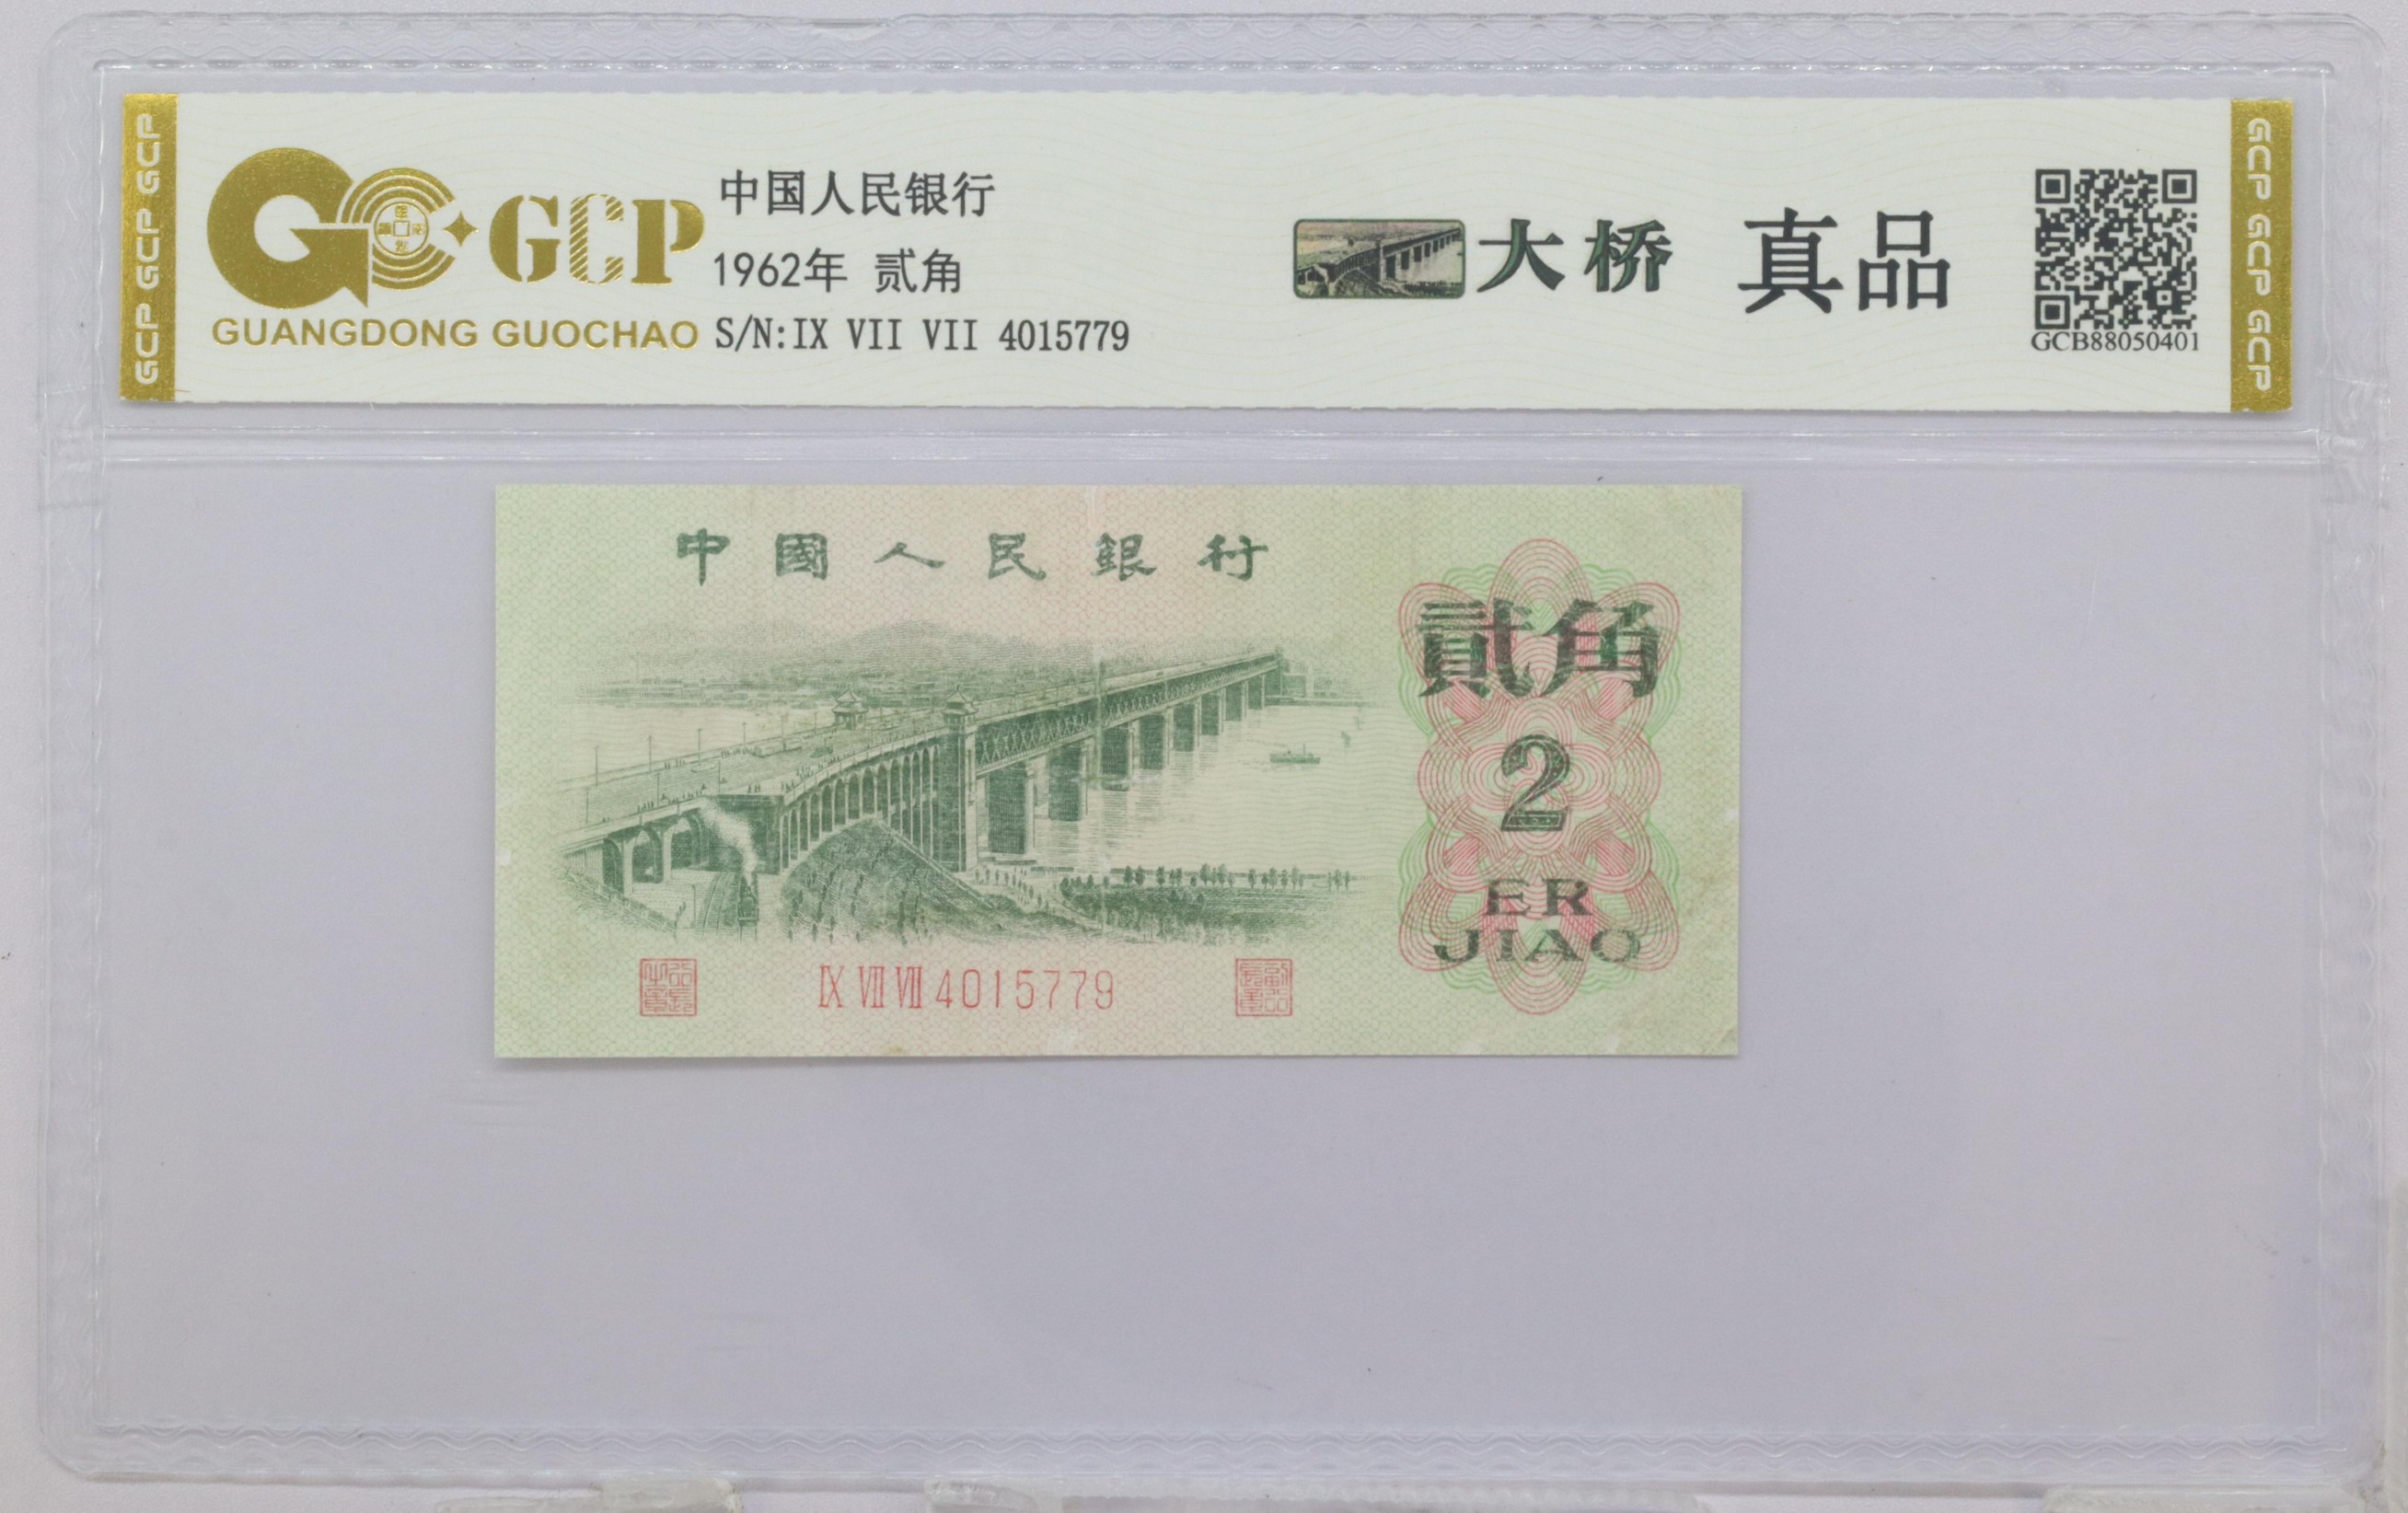 GCP GCP GCP
GCP
GUANGDONG GUOCHAO
中国人民银行
1962年 贰角
S/N:IX VII VII 4015779
大桥 真品
GCB88050401
GCP GCP GCP
中國人民銀行
貳角
2
ER
JIAO
IX VII VII 4015779